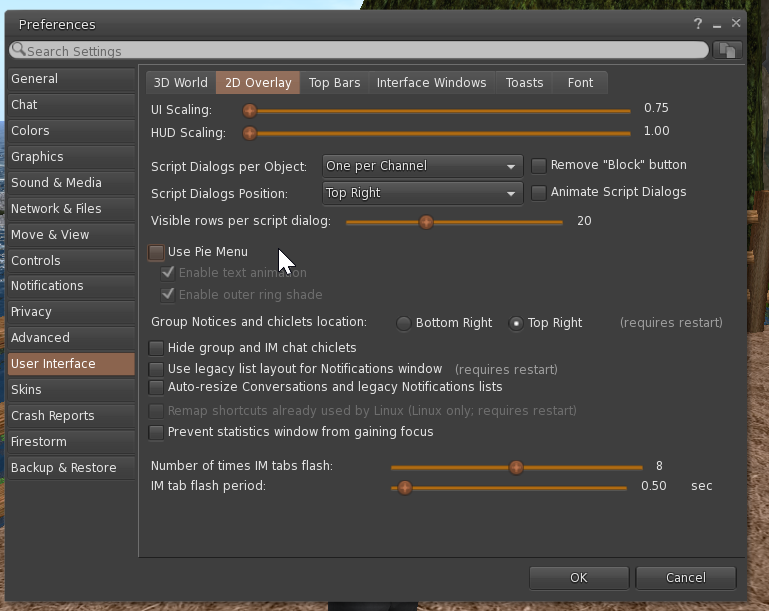 Preferences
?
Search Settings
General
Chat
Colors
Graphics
Sound & Media
Network & Files
Move & View
Controls
Notifications
Privacy
Advanced
User Interface
Skins
Crash Reports
Firestorm
Backup & Restore
3D World 2D Overlay Top Bars Interface Windows Toasts Font
UI Scaling: 0.75
HUD Scaling: 1.00
Script Dialogs per Object: One per Channel Remove "Block" button
Script Dialogs Position: Top Right Animate Script Dialogs
Visible rows per script dialog: 20
Use Pie Menu
Enable text animation
Enable outer ring shade
Group Notices and chiclets location: Bottom Right Top Right (requires restart)
Hide group and IM chat chiclets
Use legacy list layout for Notifications window (requires restart)
Auto-resize Conversations and legacy Notifications lists
Remap shortcuts already used by Linux (Linux only; requires restart)
Prevent statistics window from gaining focus
Number of times IM tabs flash: 8
IM tab flash period: 0.50 sec
OK Cancel